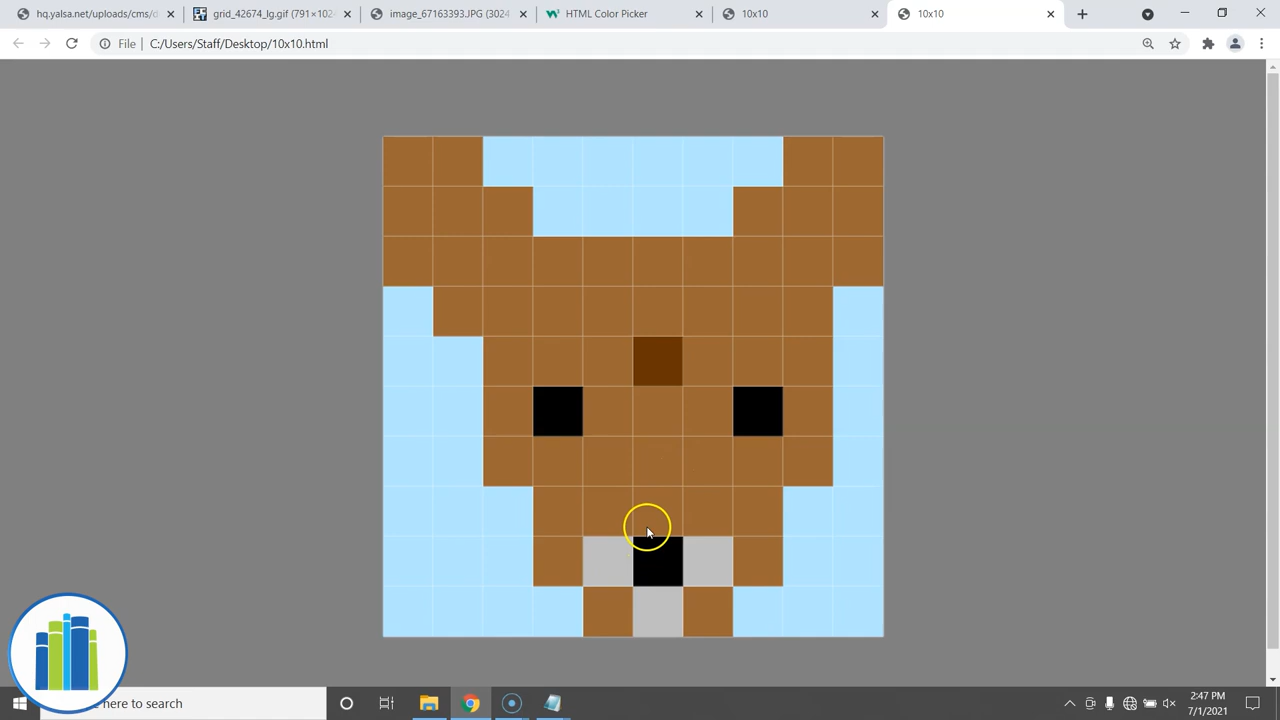 hq.yalsa.net/uploads/cms/d
grid_42674_lg.gif (791×102
image_67163393.JPG (3024
HTML Color Picker
10x10
10x10
File
C:/Users/Staff/Desktop/10x10.html
here to search
2:47 PM
7/1/2021